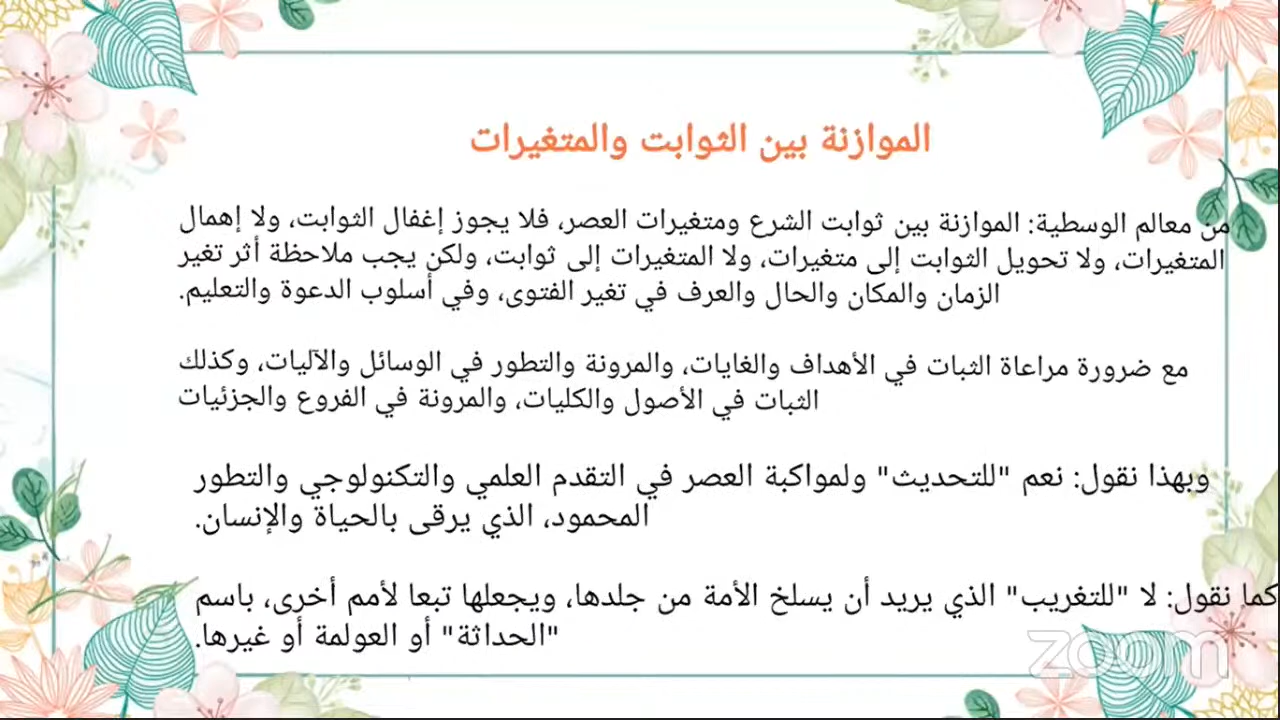 الموازنة بين الثوابت والمتغيرات
من معالم الوسطية: الموازنة بين ثوابت الشرع ومتغيرات العصر، فلا يجوز إغفال الثوابت، ولا إهمال
المتغيرات، ولا تحويل الثوابت إلى متغيرات، ولا المتغيرات إلى ثوابت، ولكن يجب ملاحظة أثر تغير
الزمان والمكان والحال والعرف في تغير الفتوى، وفي أسلوب الدعوة والتعليم.
مع ضرورة مراعاة الثبات في الأهداف والغايات، والمرونة والتطور في الوسائل والآليات، وكذلك
الثبات في الأصول والكليات، والمرونة في الفروع والجزئيات
وبهذا نقول: نعم "للتحديث" ولمواكبة العصر في التقدم العلمي والتكنولوجي والتطور
المحمود، الذي يرقى بالحياة والإنسان.
كما نقول: لا "للتغريب" الذي يريد أن يسلخ الأمة من جلدها، ويجعلها تبعا لأمم أخرى، باسم
"الحداثة" أو العولمة أو غيرها.
zoom